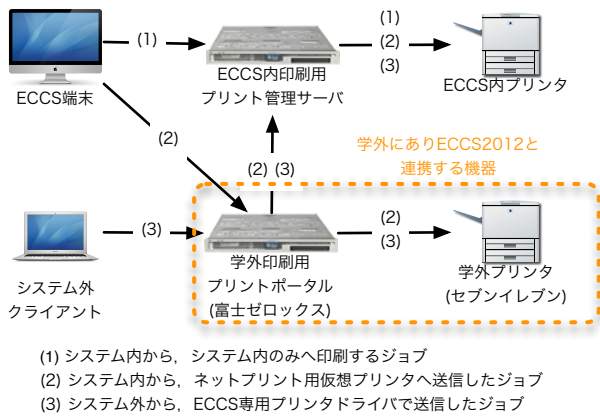 (1)
(1)
(2)
(3)
ECCS端末
ECCS内印刷用
プリント管理サーバ
ECCS内プリンタ
(2)
学外にありECCS2012と
連携する機器
(2) (3)
(3)
(2)
(3)
システム外
クライアント
学外印刷用
プリントポータル
(富士ゼロックス)
学外プリンタ
(セブンイレブン)
(1) システム内から，システム内のみへ印刷するジョブ
(2) システム内から，ネットプリント用仮想プリンタへ送信したジョブ
(3) システム外から，ECCS専用プリンタドライバで送信したジョブ